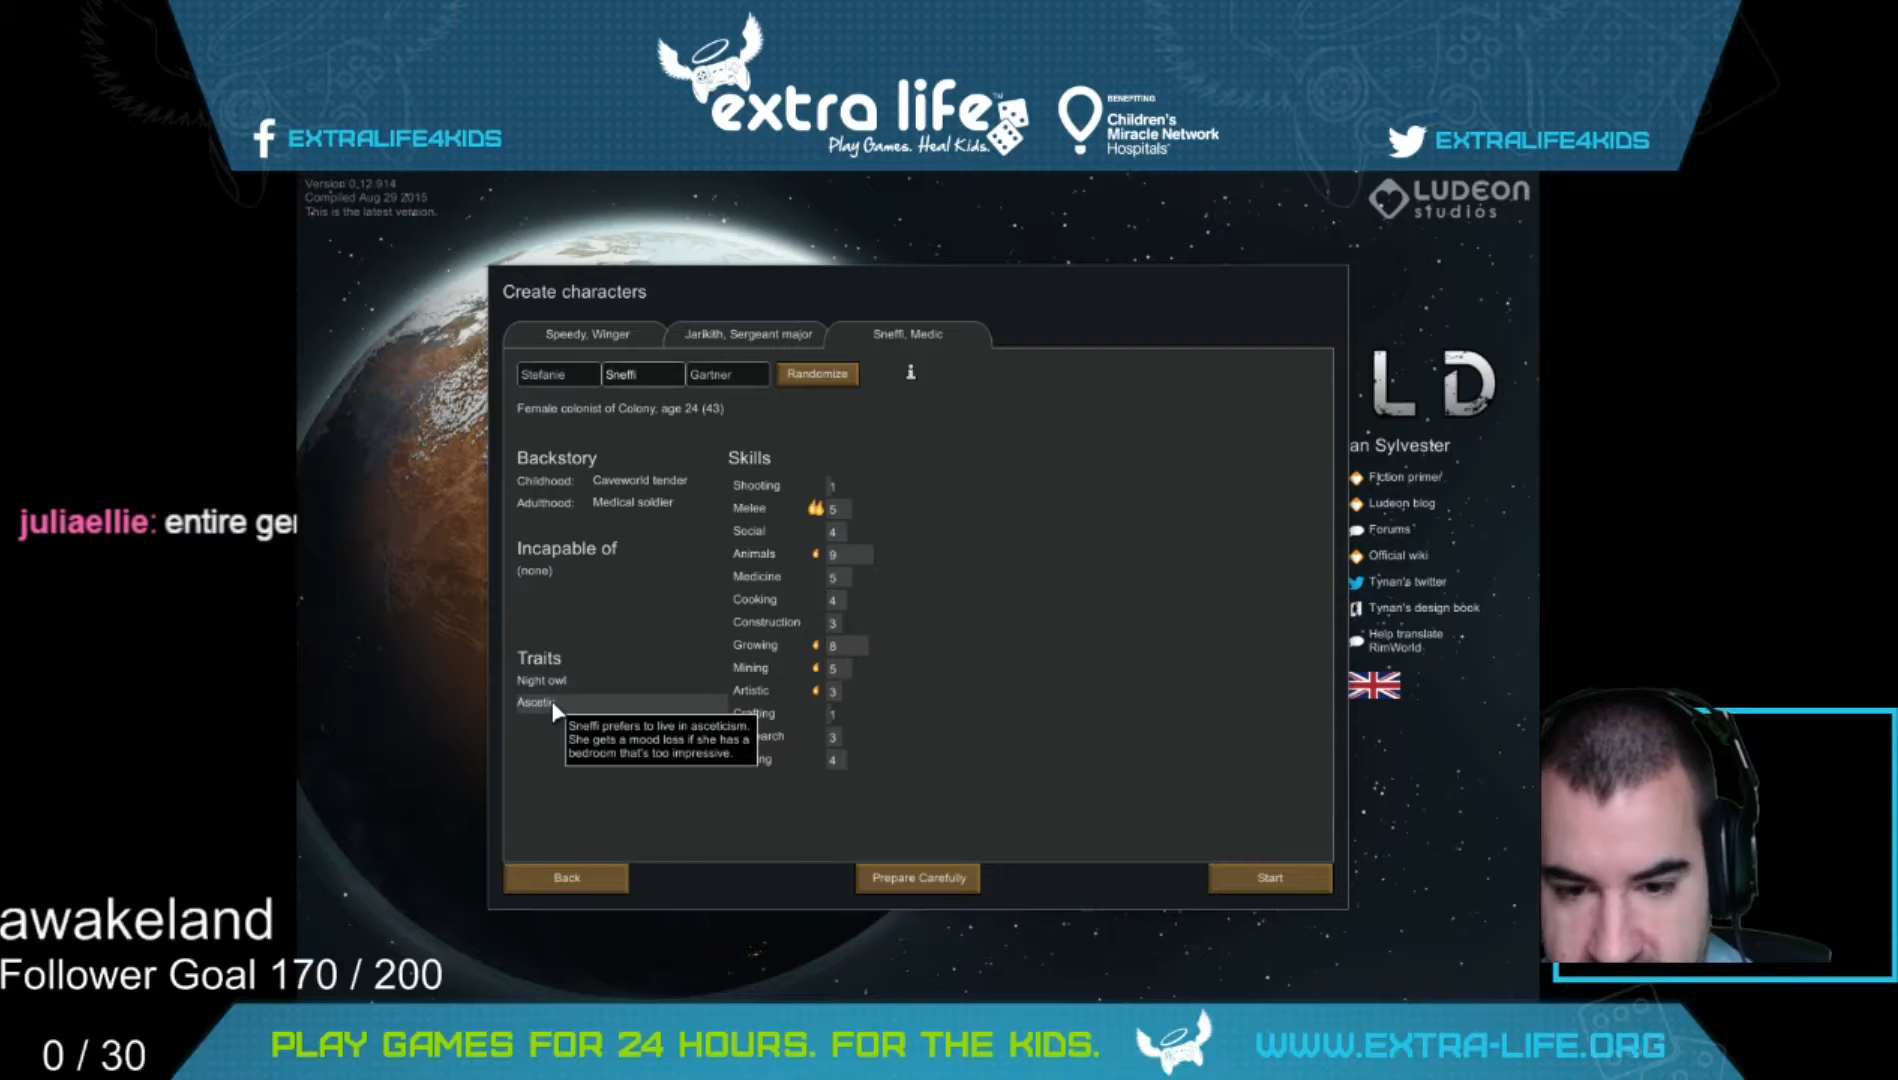 extra life™
Play Games. Heal Kids.
BENEFITING
Children's
Miracle Network
Hospitals
EXTRALIFE4KIDS
EXTRALIFE4KIDS
Version 0.12.914
Compiled Aug 29 2015
This is the latest version.
LUDEON
studios
Create characters
Speedy, Winger
Jarikith, Sergeant major
Sneffi, Medic
Stefanie
Sneffi
Gartner
Randomize
Female colonist of Colony, age 24 (43)
Backstory
Childhood: Caveworld tender
Adulthood: Medical soldier
Incapable of
(none)
Traits
Night owl
Ascetic
Sneffi prefers to live in asceticism.
She gets a mood loss if she has a
bedroom that's too impressive.
Skills
Shooting 1
Melee 5
Social 4
Animals 9
Medicine 5
Cooking 4
Construction 3
Growing 8
Mining 5
Artistic 3
Crafting 1
earch 3
ng 4
Back
Prepare Carefully
Start
LD
an Sylvester
Fiction primer
Ludeon blog
Forums
Official wiki
Tynan's twitter
Tynan's design book
Help translate
RimWorld
juliaellie: entire ger
awakeland
Follower Goal 170 / 200
0 / 30
PLAY GAMES FOR 24 HOURS. FOR THE KIDS.
WWW.EXTRA-LIFE.ORG